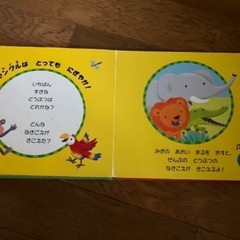 ジャングルは とっても にぎやか!
いちばん
すきな
どうぶつは
どれかな?
どんな
なきごえが
きこえた?
みぎの あおい まるを おすと、
ぜんぶの どうぶつの
なきごえが きこえるよ!